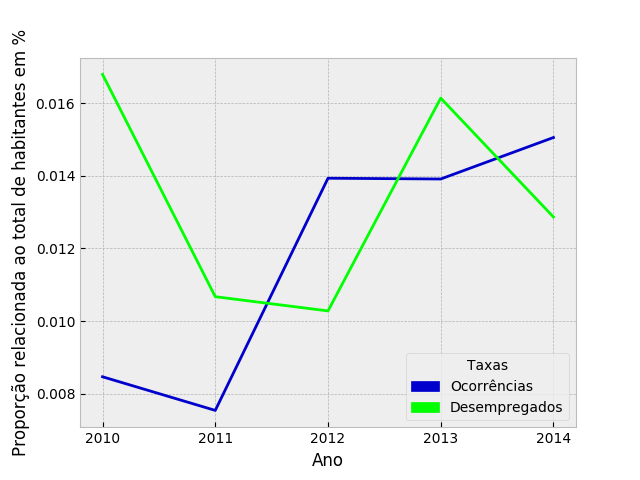 Proporção relacionada ao total de habitantes em %
0.016
0.014
0.012
0.010
0.008
2010 2011 2012 2013 2014
Ano
Taxas
Ocorrências
Desempregados